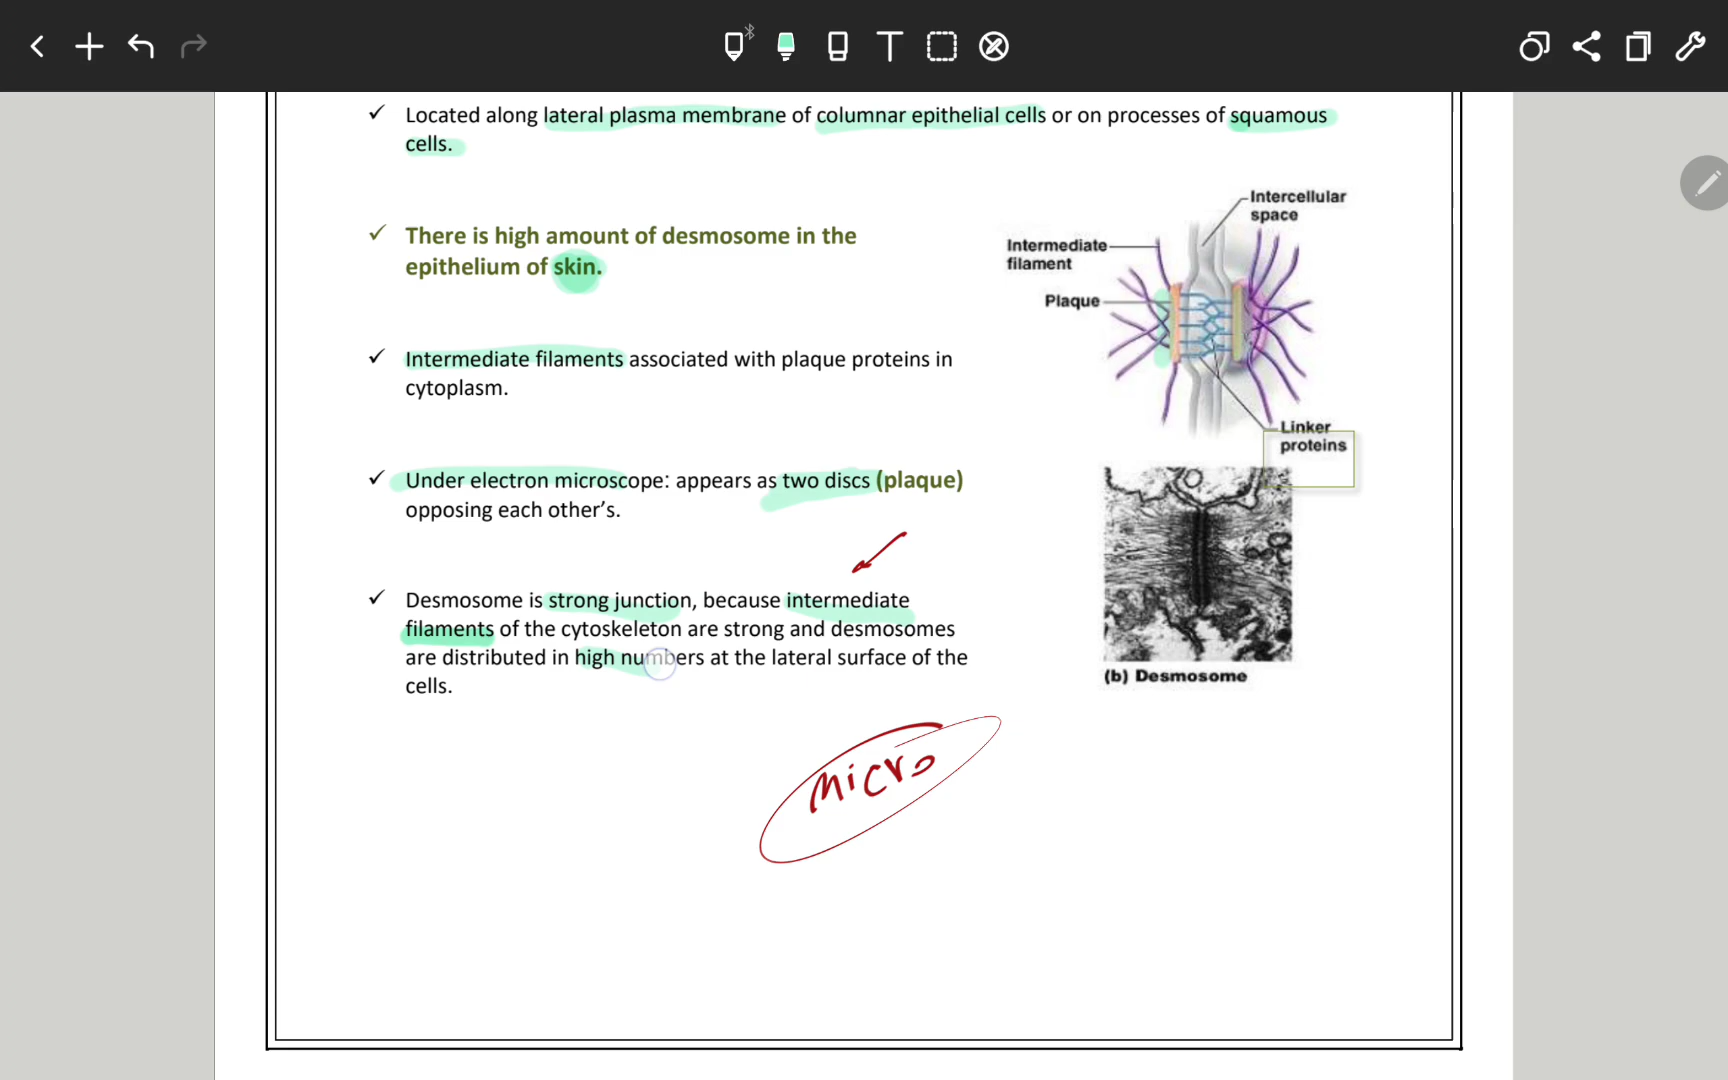 ✓ Located along lateral plasma membrane of columnar epithelial cells or on processes of squamous
cells.
✓ There is high amount of desmosome in the
epithelium of skin.
✓ Intermediate filaments associated with plaque proteins in
cytoplasm.
✓ Under electron microscope: appears as two discs (plaque)
opposing each other’s.
✓ Desmosome is strong junction, because intermediate
filaments of the cytoskeleton are strong and desmosomes
are distributed in high numbers at the lateral surface of the
cells.
Micro
Intercellular
space
Intermediate
filament
Plaque
Linker
proteins
(b) Desmosome